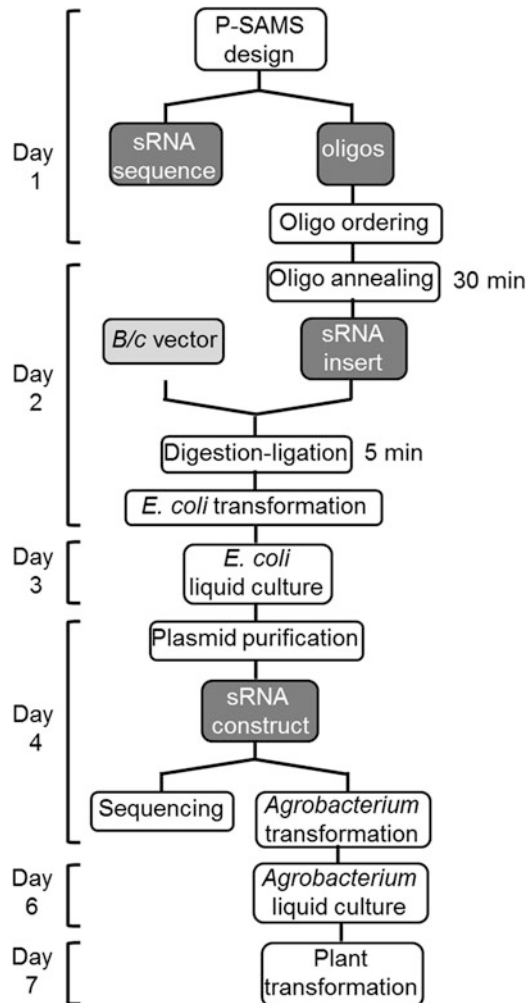 P-SAMS
design
Day
1
sRNA
sequence
oligos
Oligo ordering
Oligo annealing
30 min
Day
2
B/c vector
sRNA
insert
Digestion-ligation
5 min
E. coli transformation
Day
3
E. coli
liquid culture
Day
4
Plasmid purification
sRNA
construct
Sequencing
Agrobacterium
transformation
Day
6
Agrobacterium
liquid culture
Day
7
Plant
transformation